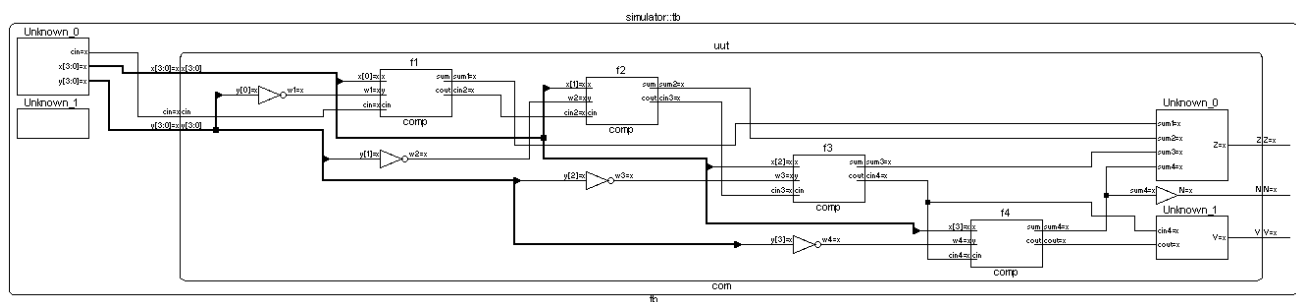 simulator::tb
Unknown_0
cin=x
x[3:0]=x
y[3:0]=x
Unknown_1
uut
x[3:0]=x x[3:0]
cin=x cin
y[3:0]=x y[3:0]
y[0]=x w1=x
f1
x[0]=x x
w1=x y
cin=x cin
sum sum1=x
cout cin2=x
comp
y[1]=x w2=x
f2
x[1]=x x
w2=x y
cin2=x cin
sum sum2=x
cout cin3=x
comp
y[2]=x w3=x
f3
x[2]=x x
w3=x y
cin3=x cin
sum sum3=x
cout cin4=x
comp
y[3]=x w4=x
f4
x[3]=x x
w4=x y
cin4=x cin
sum sum4=x
cout cout=x
comp
Unknown_0
sum1=x
sum2=x
sum3=x
sum4=x
Z=x
Z Z=x
sum4=x N=x
N N=x
Unknown_1
cin4=x
cout=x
V=x
V V=x
com
tb